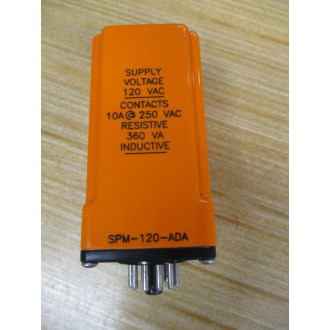 SUPPLY
VOLTAGE
120 VAC
CONTACTS
10A@ 250 VAC
RESISTIVE
360 VA
INDUCTIVE
SPM-120-ADA